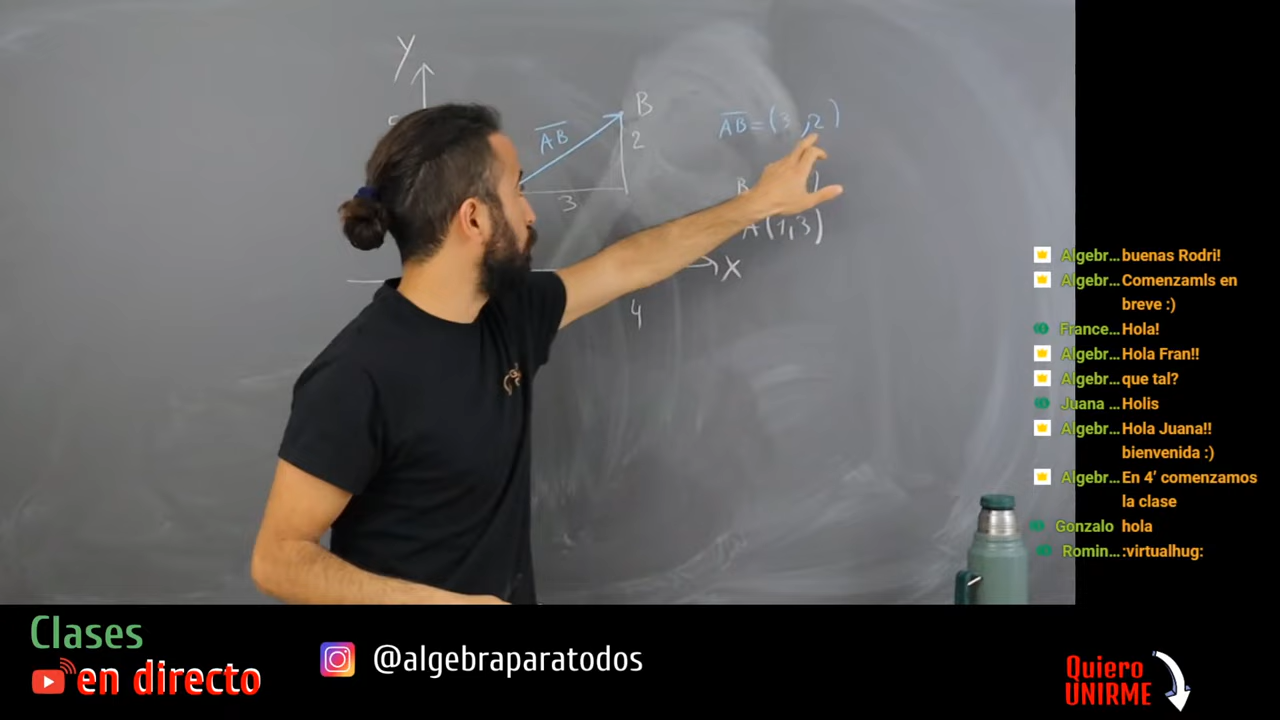 Y
B
AB
2
3
AB=(3,2)
B
A(1,3)
X
4
Algebr... buenas Rodri!
Algebr... Comenzamls en
breve :)
France... Hola!
Algebr... Hola Fran!!
Algebr... que tal?
Juana ... Holis
Algebr... Hola Juana!!
bienvenida :)
Algebr... En 4' comenzamos
la clase
Gonzalo hola
Romin... :virtualhug:
Clases
en directo
@algebraparatodos
Quiero
UNIRME